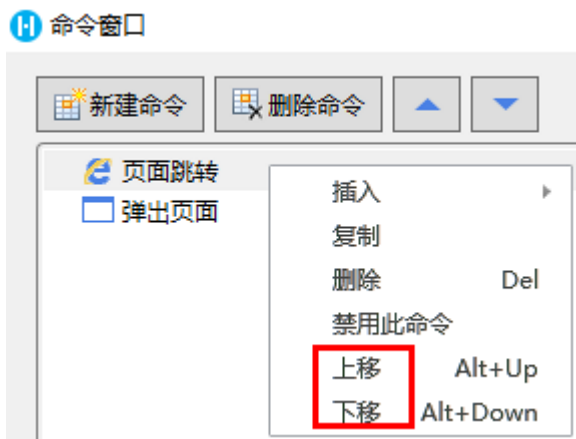 命令窗口
新建命令 删除命令
页面跳转
弹出页面
插入
复制
删除 Del
禁用此命令
上移 Alt+Up
下移 Alt+Down